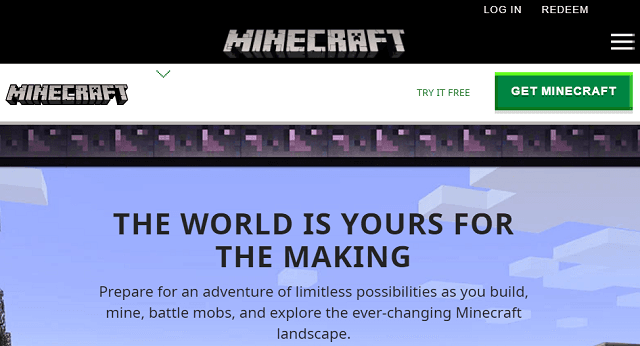 LOG IN REDEEM
MINECRAFT
MINECRAFT
TRY IT FREE
GET MINECRAFT
THE WORLD IS YOURS FOR
THE MAKING
Prepare for an adventure of limitless possibilities as you build,
mine, battle mobs, and explore the ever-changing Minecraft
landscape.